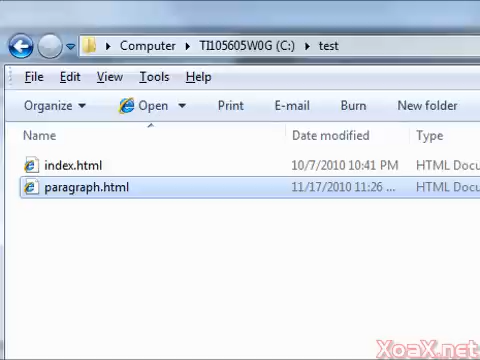 Computer TI105605W0G (C:) test
File Edit View Tools Help
Organize Open Print E-mail Burn New folder
Name Date modified Type
index.html 10/7/2010 10:41 PM HTML Docu
paragraph.html 11/17/2010 11:26 ... HTML Docu
XoaX.net